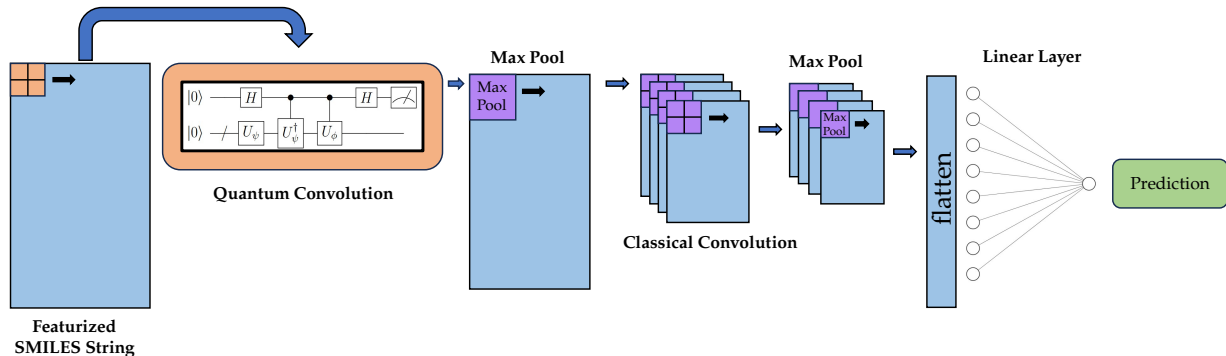 Featurized
SMILES String
|0⟩ H H
|0⟩ U_ψ U_ψ^† U_ϕ
Quantum Convolution
Max Pool
Max
Pool
Classical Convolution
Max Pool
Max
Pool
flatten
Linear Layer
Prediction